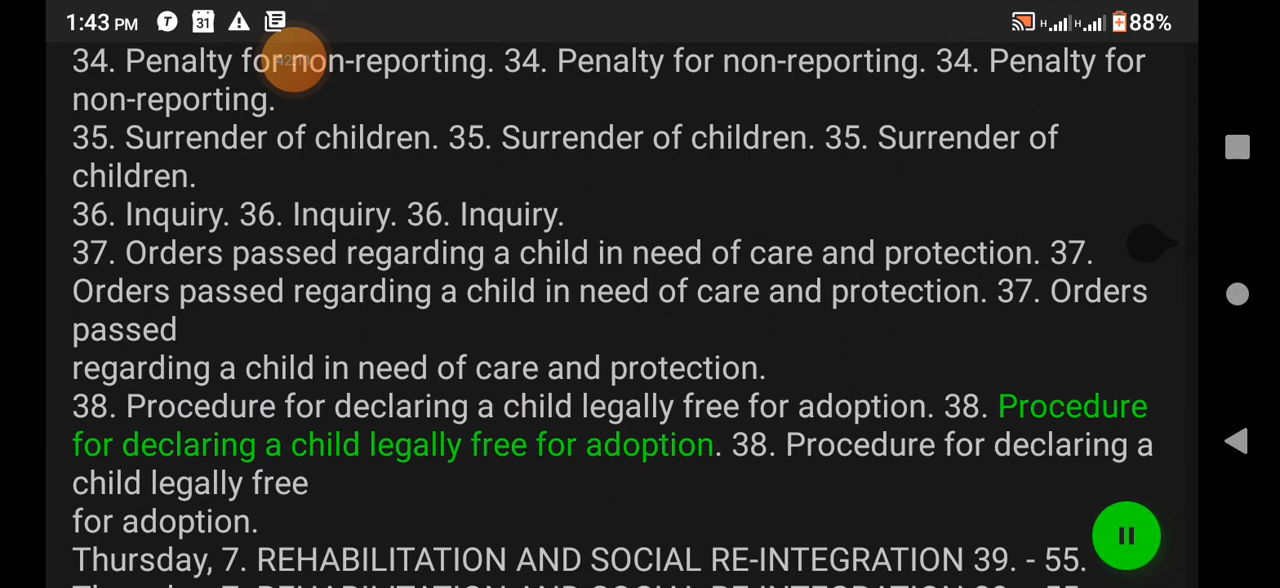 1:43 PM T 31 H H 88%
34. Penalty for non-reporting. 34. Penalty for non-reporting. 34. Penalty for
non-reporting.
35. Surrender of children. 35. Surrender of children. 35. Surrender of
children.
36. Inquiry. 36. Inquiry. 36. Inquiry.
37. Orders passed regarding a child in need of care and protection. 37.
Orders passed regarding a child in need of care and protection. 37. Orders
passed
regarding a child in need of care and protection.
38. Procedure for declaring a child legally free for adoption. 38. Procedure
for declaring a child legally free for adoption. 38. Procedure for declaring a
child legally free
for adoption.
Thursday, 7. REHABILITATION AND SOCIAL RE-INTEGRATION 39. - 55.